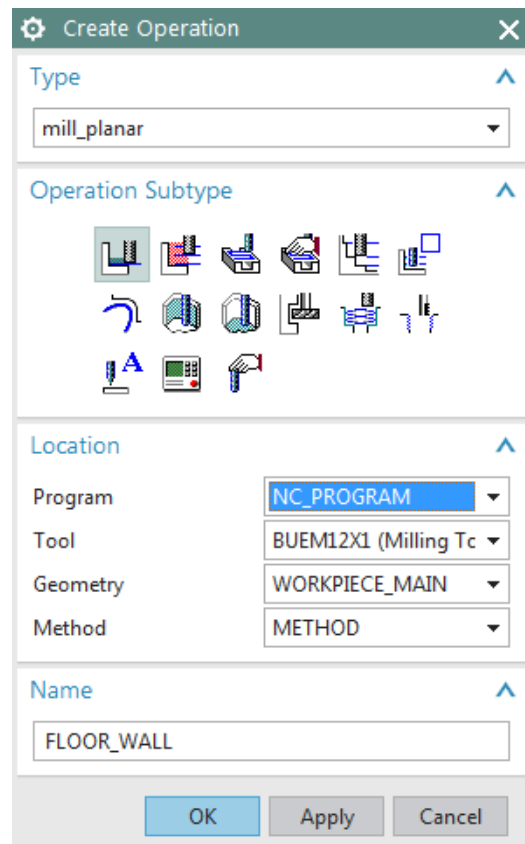 Create Operation
Type
mill_planar
Operation Subtype
A
Location
Program NC_PROGRAM
Tool BUEM12X1 (Milling Tc
Geometry WORKPIECE_MAIN
Method METHOD
Name
FLOOR_WALL
OK Apply Cancel